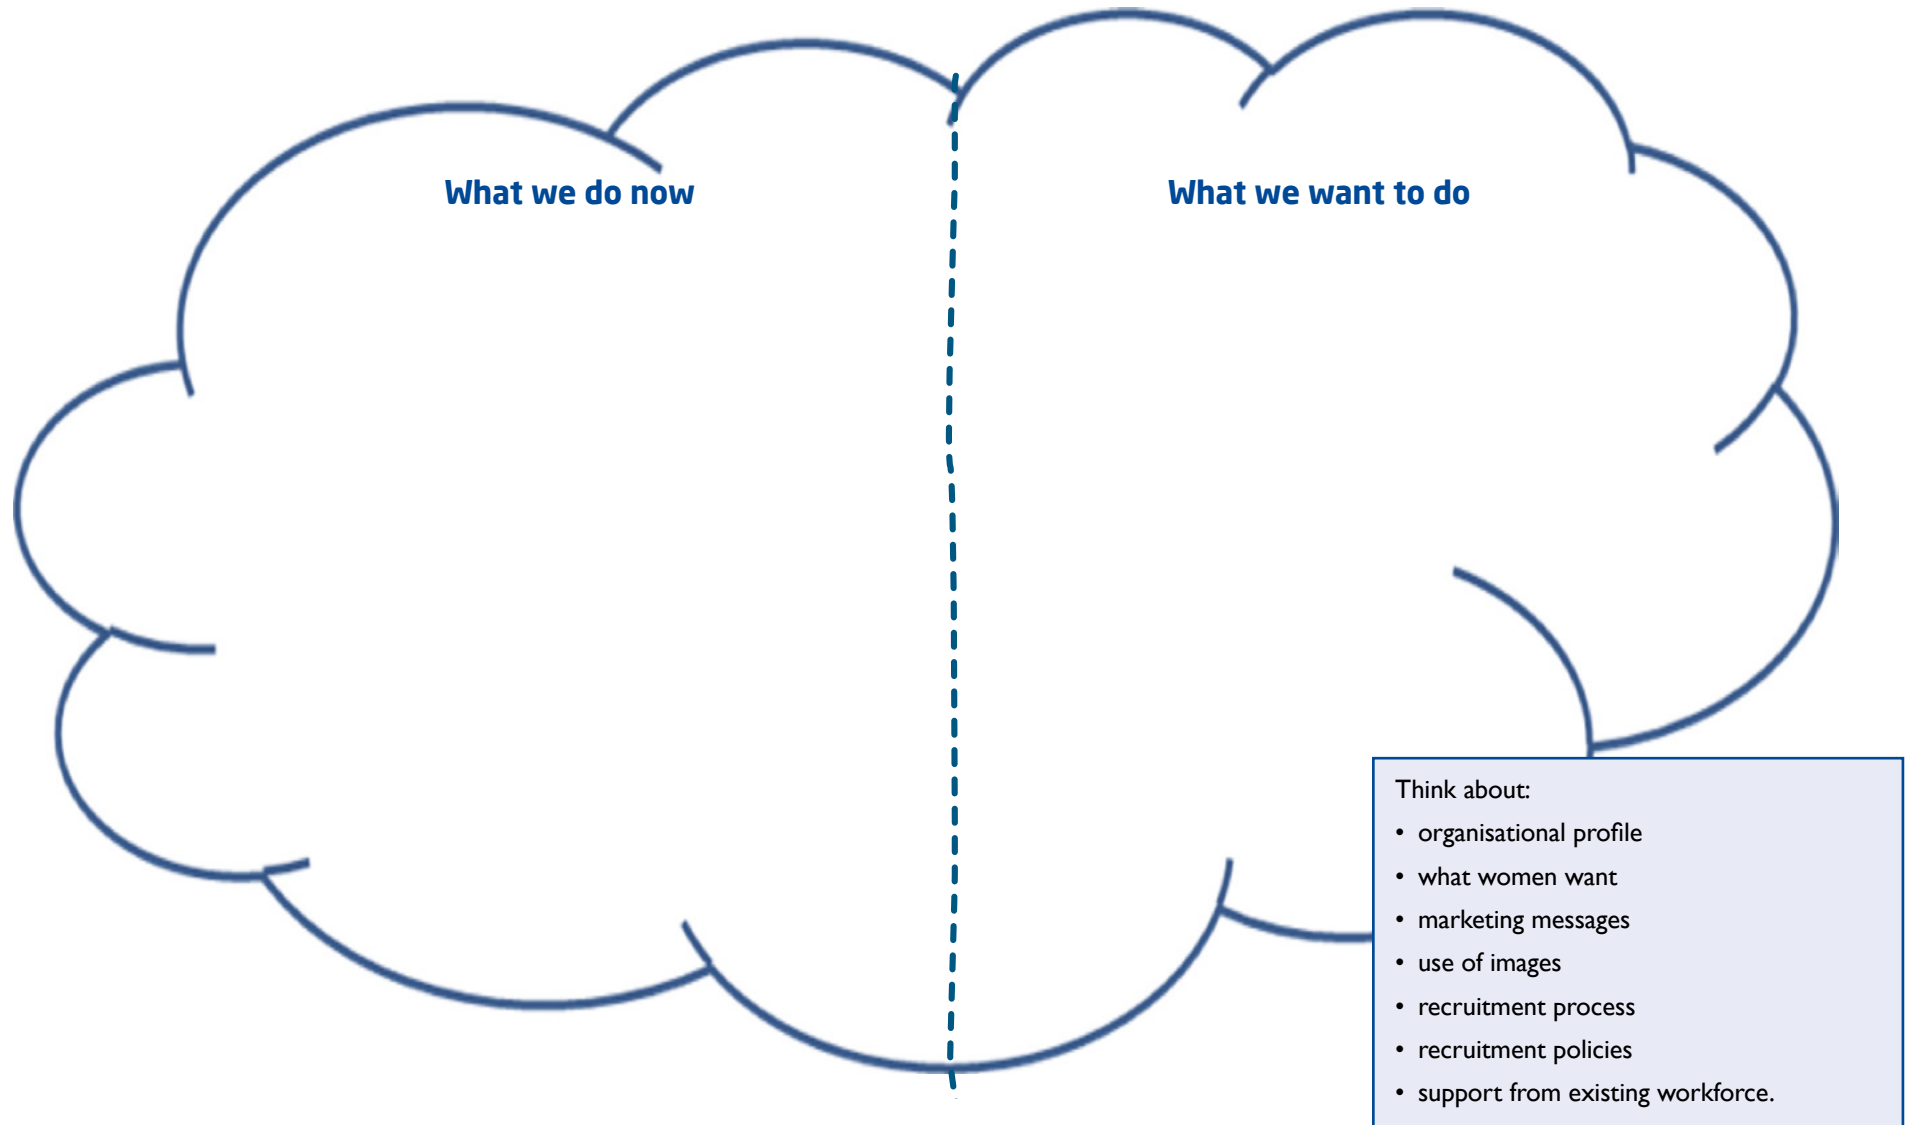 What we do now
What we want to do
Think about:
• organisational profile
• what women want
• marketing messages
• use of images
• recruitment process
• recruitment policies
• support from existing workforce.